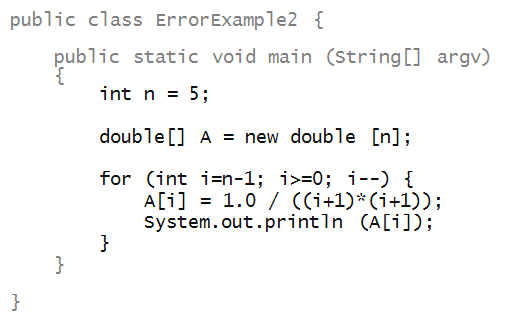 public class ErrorExample2 {
public static void main (String[] argv)
{
int n = 5;
double[] A = new double [n];
for (int i=n-1; i>=0; i--) {
A[i] = 1.0 / ((i+1)*(i+1));
System.out.println (A[i]);
}
}
}